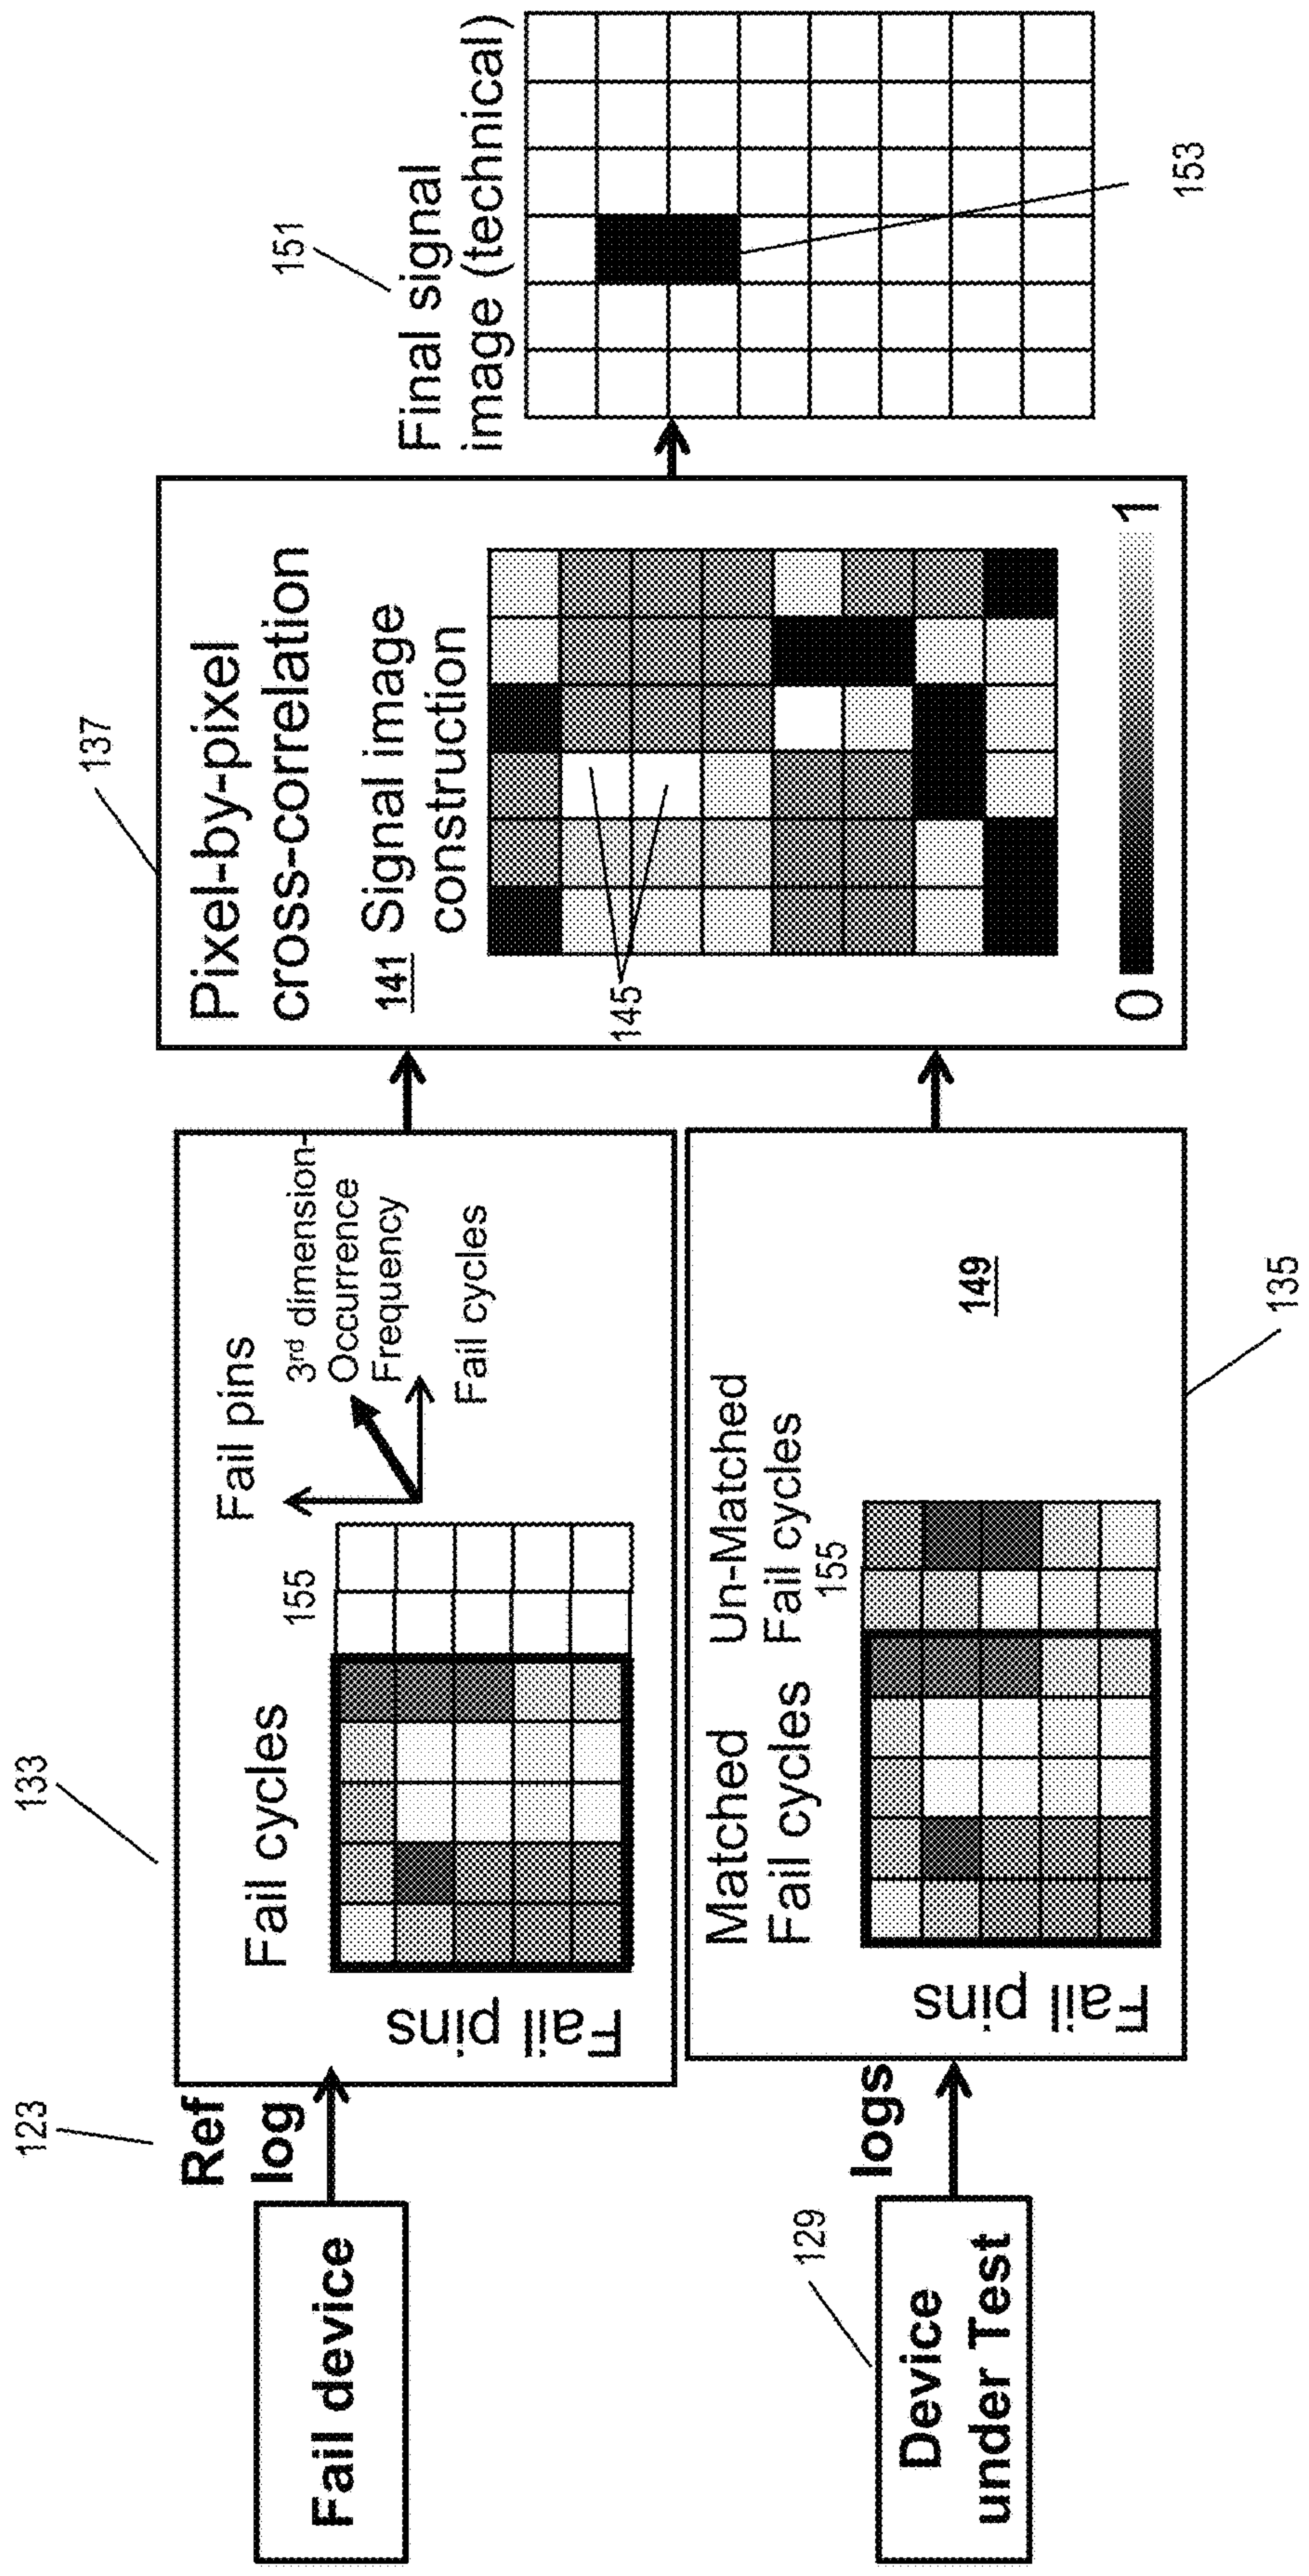 123
Ref
log
Fail device
133
Fail cycles
155
Fail pins
Fail pins
3rd dimension-
Occurrence
Frequency
Fail cycles
129
Device
under Test
logs
Matched
Fail cycles
Un-Matched
Fail cycles
155
Fail pins
149
135
137
Pixel-by-pixel
cross-correlation
141 Signal image
construction
145
0 1
151
Final signal
image (technical)
153